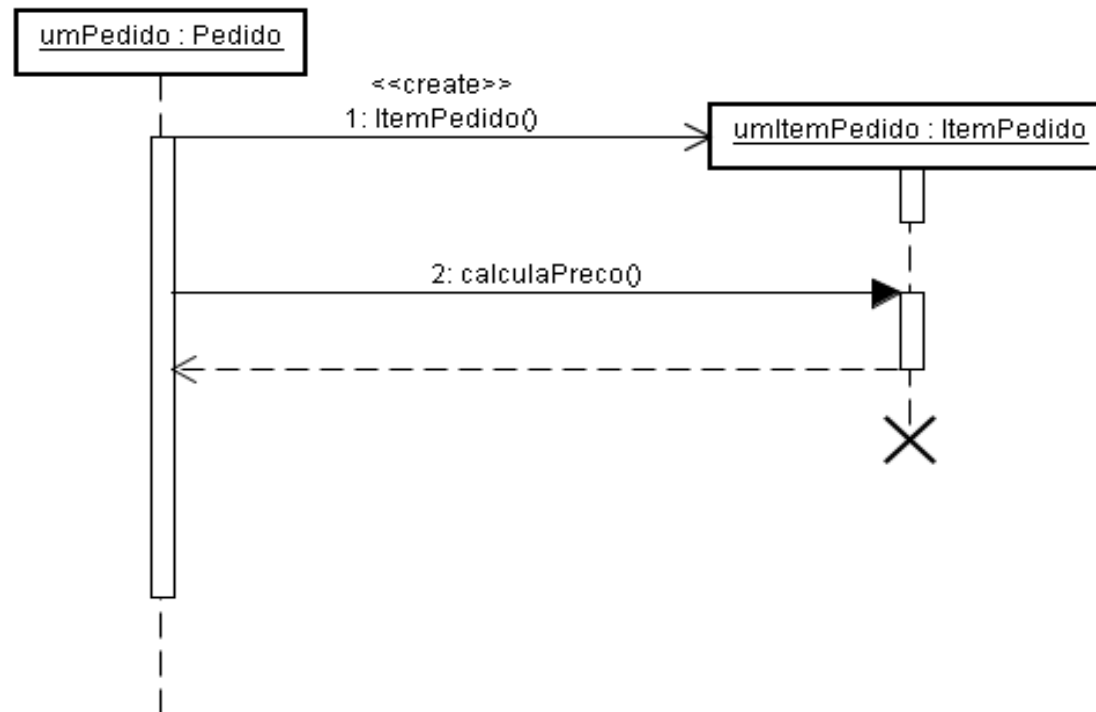 umPedido : Pedido
<<create>>
1: ItemPedido()
umItemPedido : ItemPedido
2: calculaPreco()